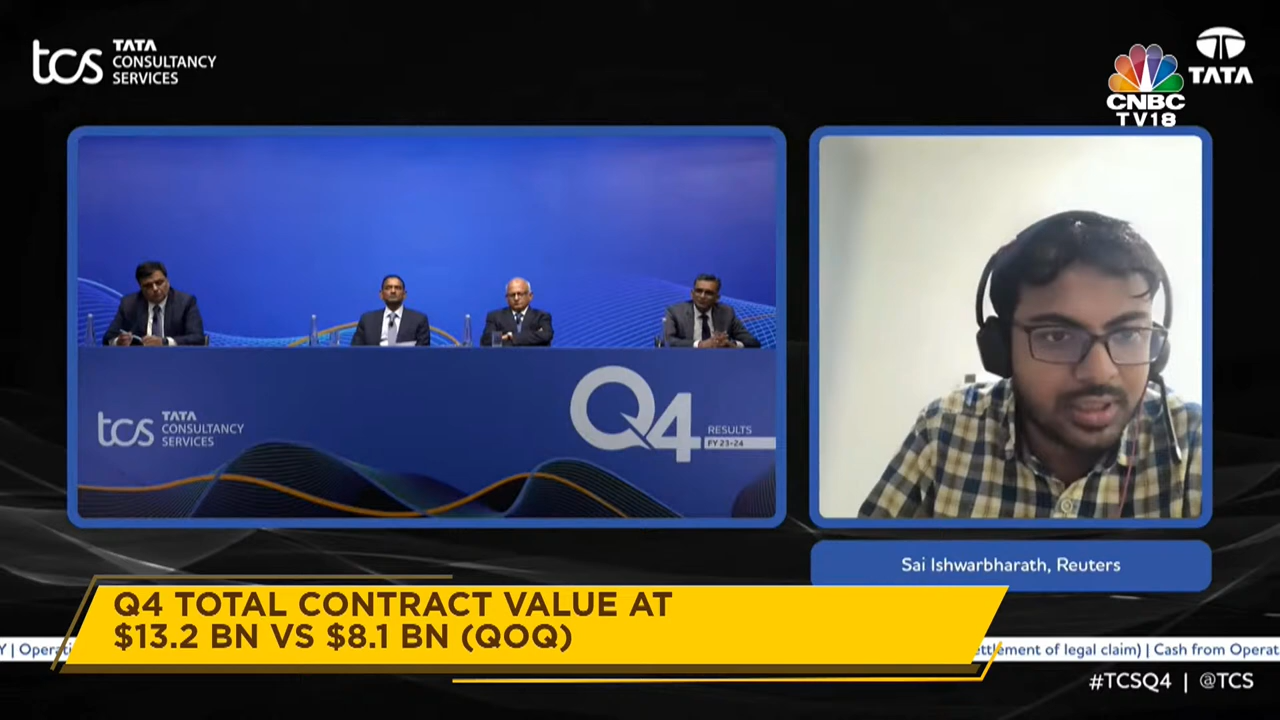 tcs TATA
CONSULTANCY
SERVICES
TATA
CNBC
TV18
tcs TATA
CONSULTANCY
SERVICES
Q4 RESULTS
FY 23-24
Sai Ishwarbharath, Reuters
Q4 TOTAL CONTRACT VALUE AT
$13.2 BN VS $8.1 BN (QOQ)
Y | Operati
ettlement of legal claim) | Cash from Operat
#TCSQ4 | @TCS